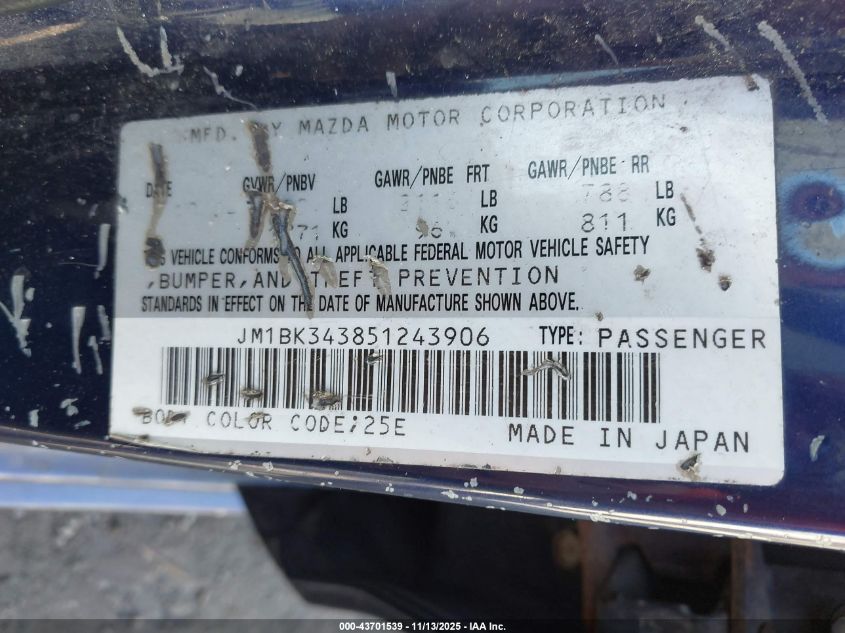 MFD. BY MAZDA MOTOR CORPORATION
DATE GVWR/PNBV GAWR/PNBE FRT GAWR/PNBE RR
LB LB 788 LB
KG KG 811 KG
VEHICLE CONFORMS TO ALL APPLICABLE FEDERAL MOTOR VEHICLE SAFETY
,BUMPER,AND THEFT PREVENTION
STANDARDS IN EFFECT ON THE DATE OF MANUFACTURE SHOWN ABOVE.
JM1BK343851243906 TYPE: PASSENGER
BODY COLOR CODE;25E
MADE IN JAPAN
000-43701539 - 11/13/2025 - IAA Inc.